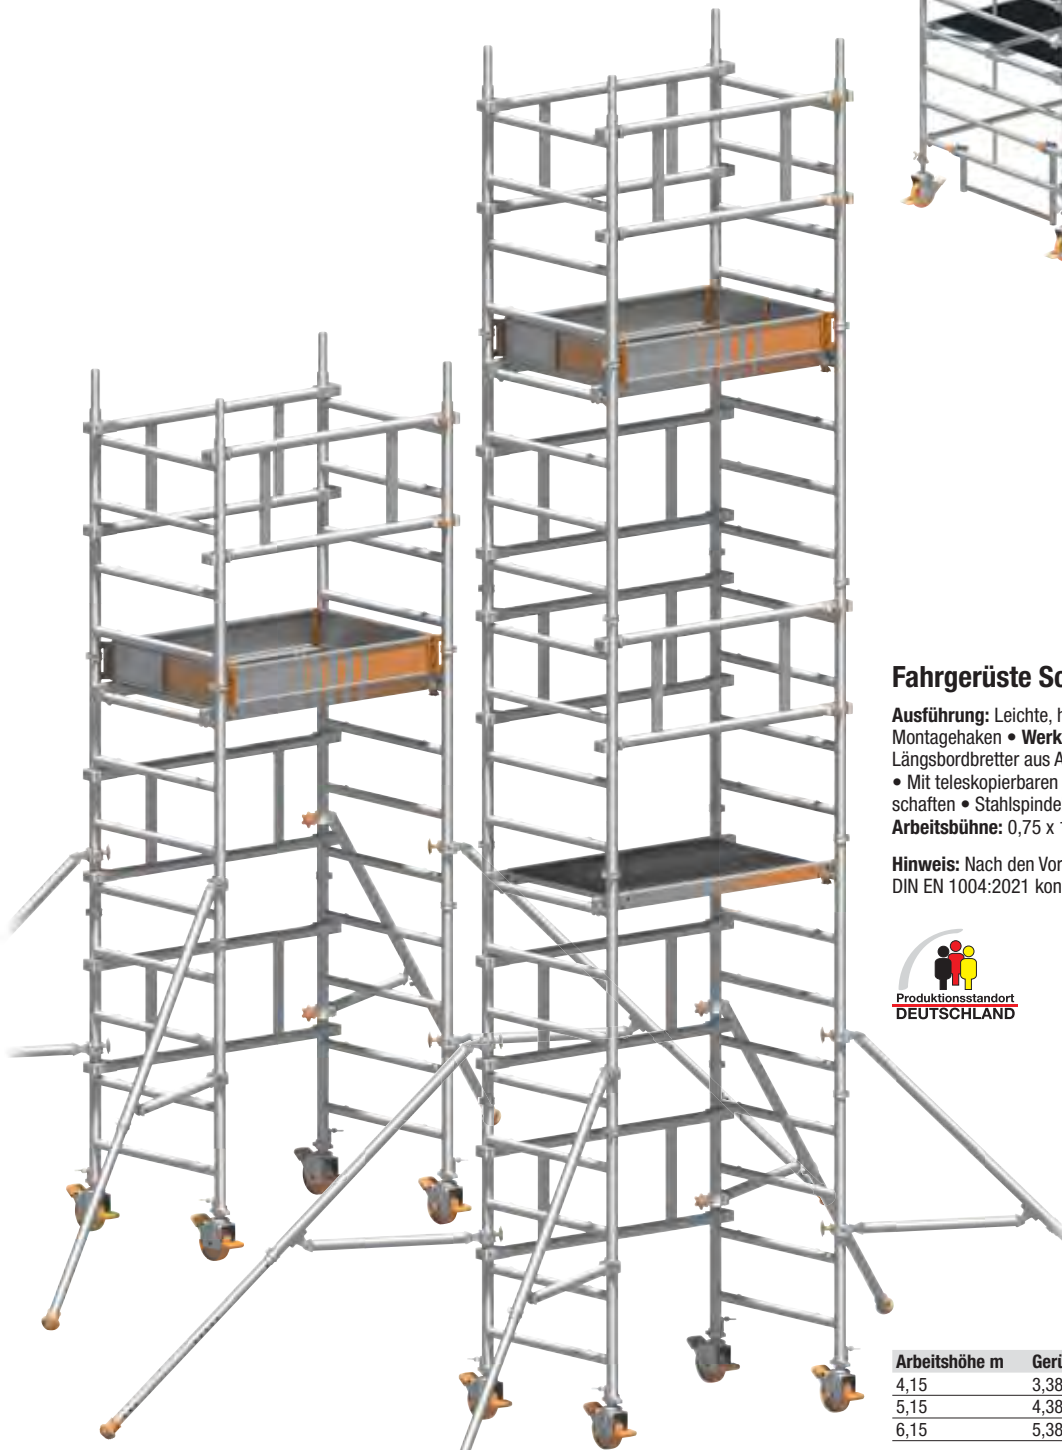 Fahrgerüste Sc
Ausführung: Leichte, h
Montagehaken • Werk
Längsbordbretter aus A
• Mit teleskopierbaren
schaften • Stahlspinde
Arbeitsbühne: 0,75 x 1
Hinweis: Nach den Vor
DIN EN 1004:2021 kon
Produktionsstandort
DEUTSCHLAND
Arbeitshöhe m Gerü
4,15 3,38
5,15 4,38
6,15 5,38